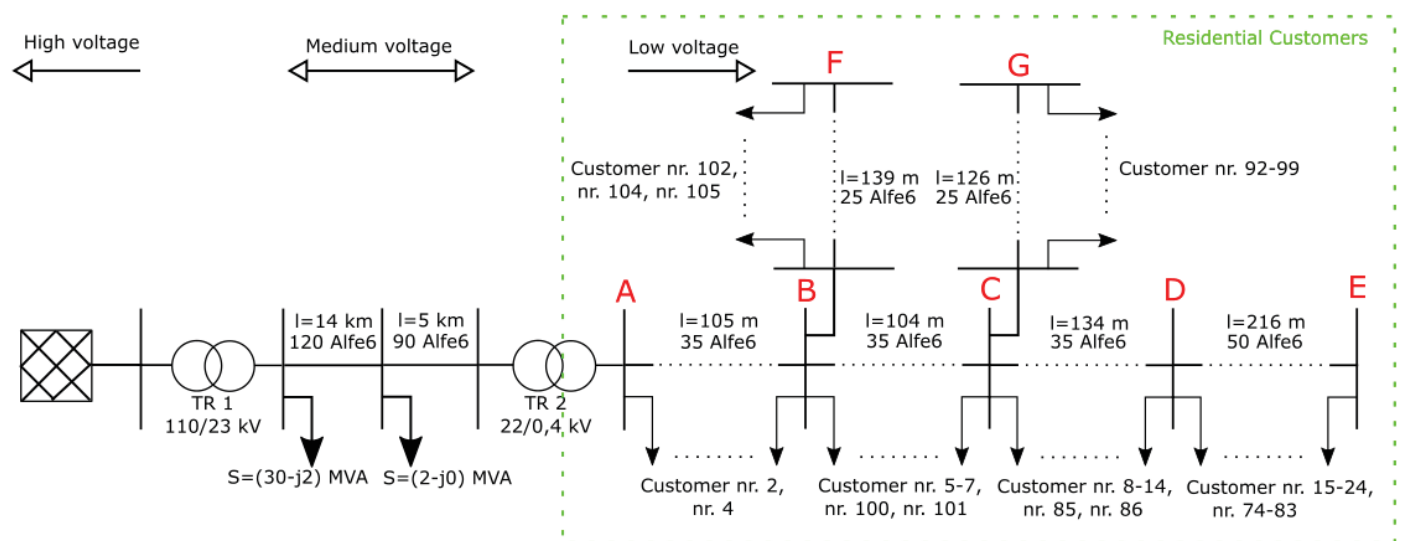 High voltage
Medium voltage
Low voltage
Residential Customers
F
G
Customer nr. 102,
nr. 104, nr. 105
l=139 m
25 Alfe6
l=126 m
25 Alfe6
Customer nr. 92-99
A
B
C
D
E
l=14 km
120 Alfe6
l=5 km
90 Alfe6
l=105 m
35 Alfe6
l=104 m
35 Alfe6
l=134 m
35 Alfe6
l=216 m
50 Alfe6
TR 1
110/23 kV
TR 2
22/0,4 kV
S=(30-j2) MVA
S=(2-j0) MVA
Customer nr. 2,
nr. 4
Customer nr. 5-7,
nr. 100, nr. 101
Customer nr. 8-14,
nr. 85, nr. 86
Customer nr. 15-24,
nr. 74-83